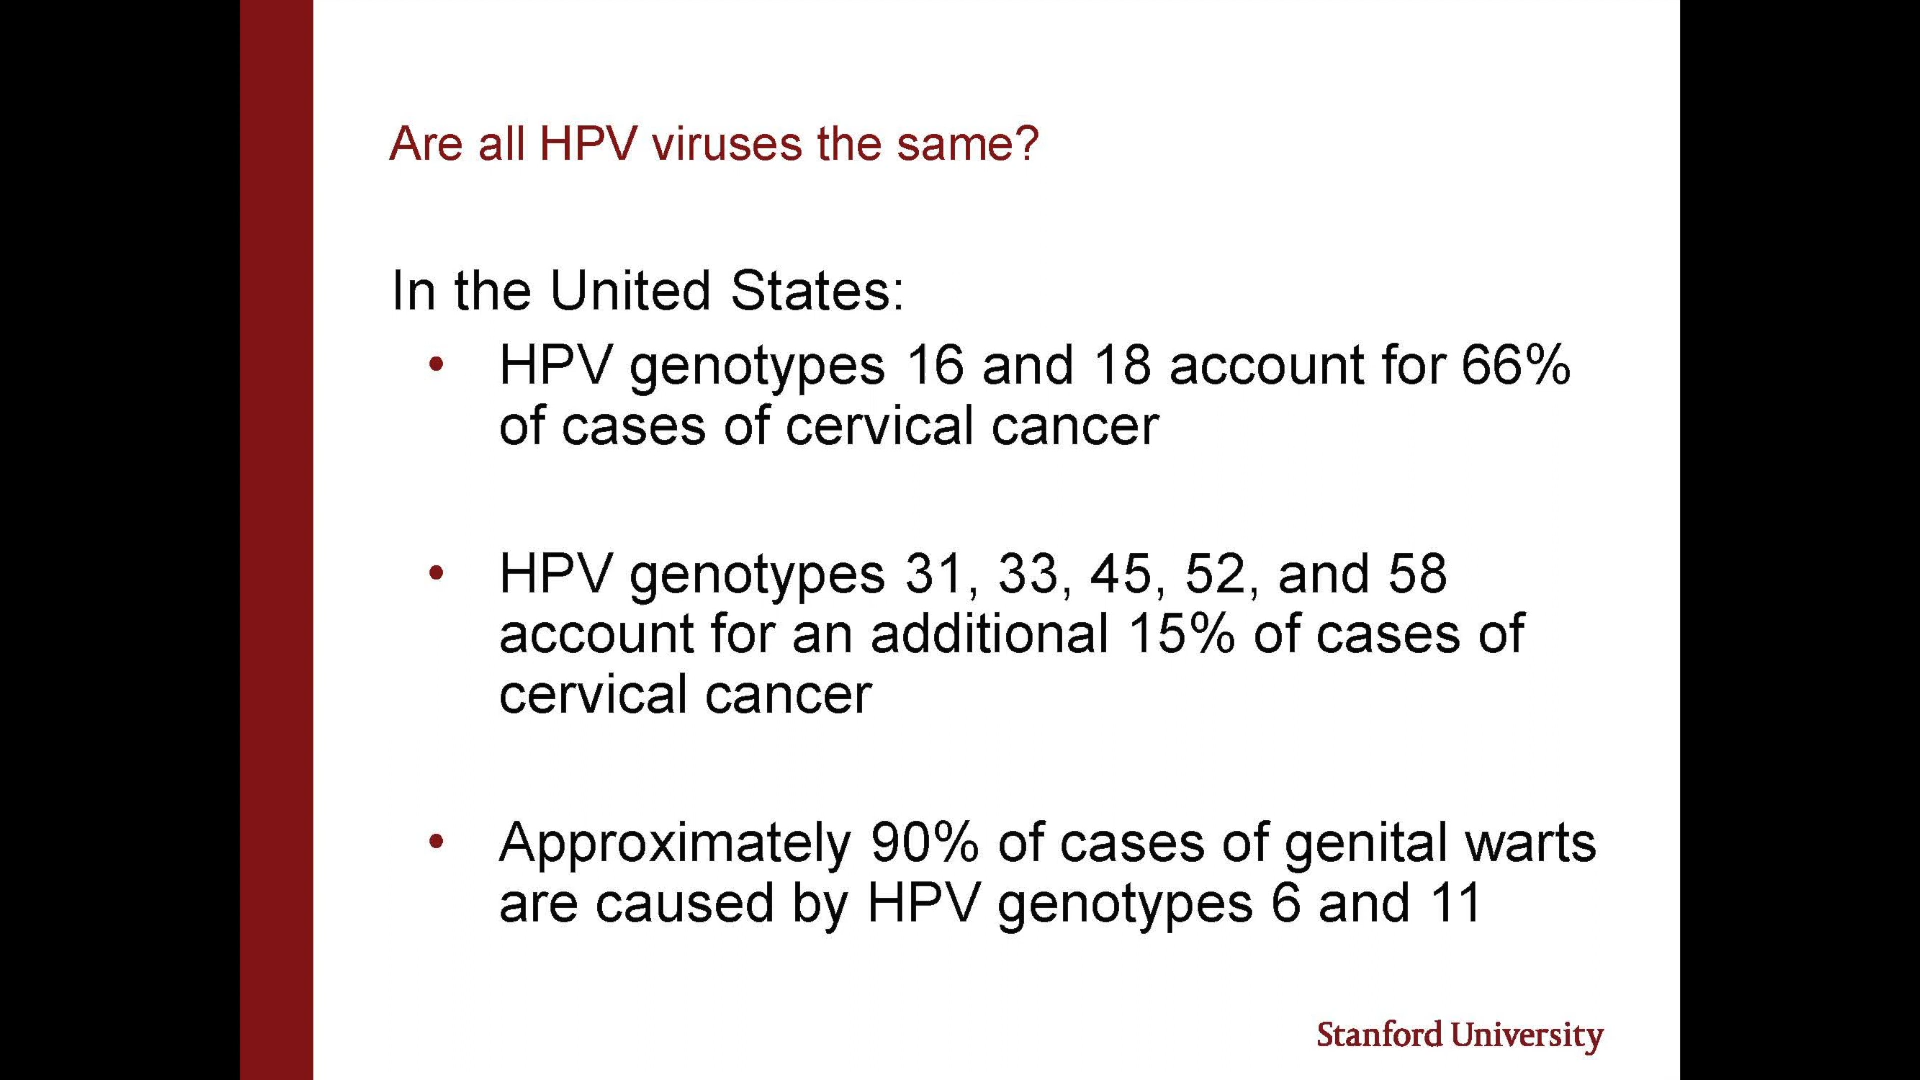 Are all HPV viruses the same?
In the United States:
• HPV genotypes 16 and 18 account for 66%
of cases of cervical cancer
• HPV genotypes 31, 33, 45, 52, and 58
account for an additional 15% of cases of
cervical cancer
• Approximately 90% of cases of genital warts
are caused by HPV genotypes 6 and 11
Stanford University